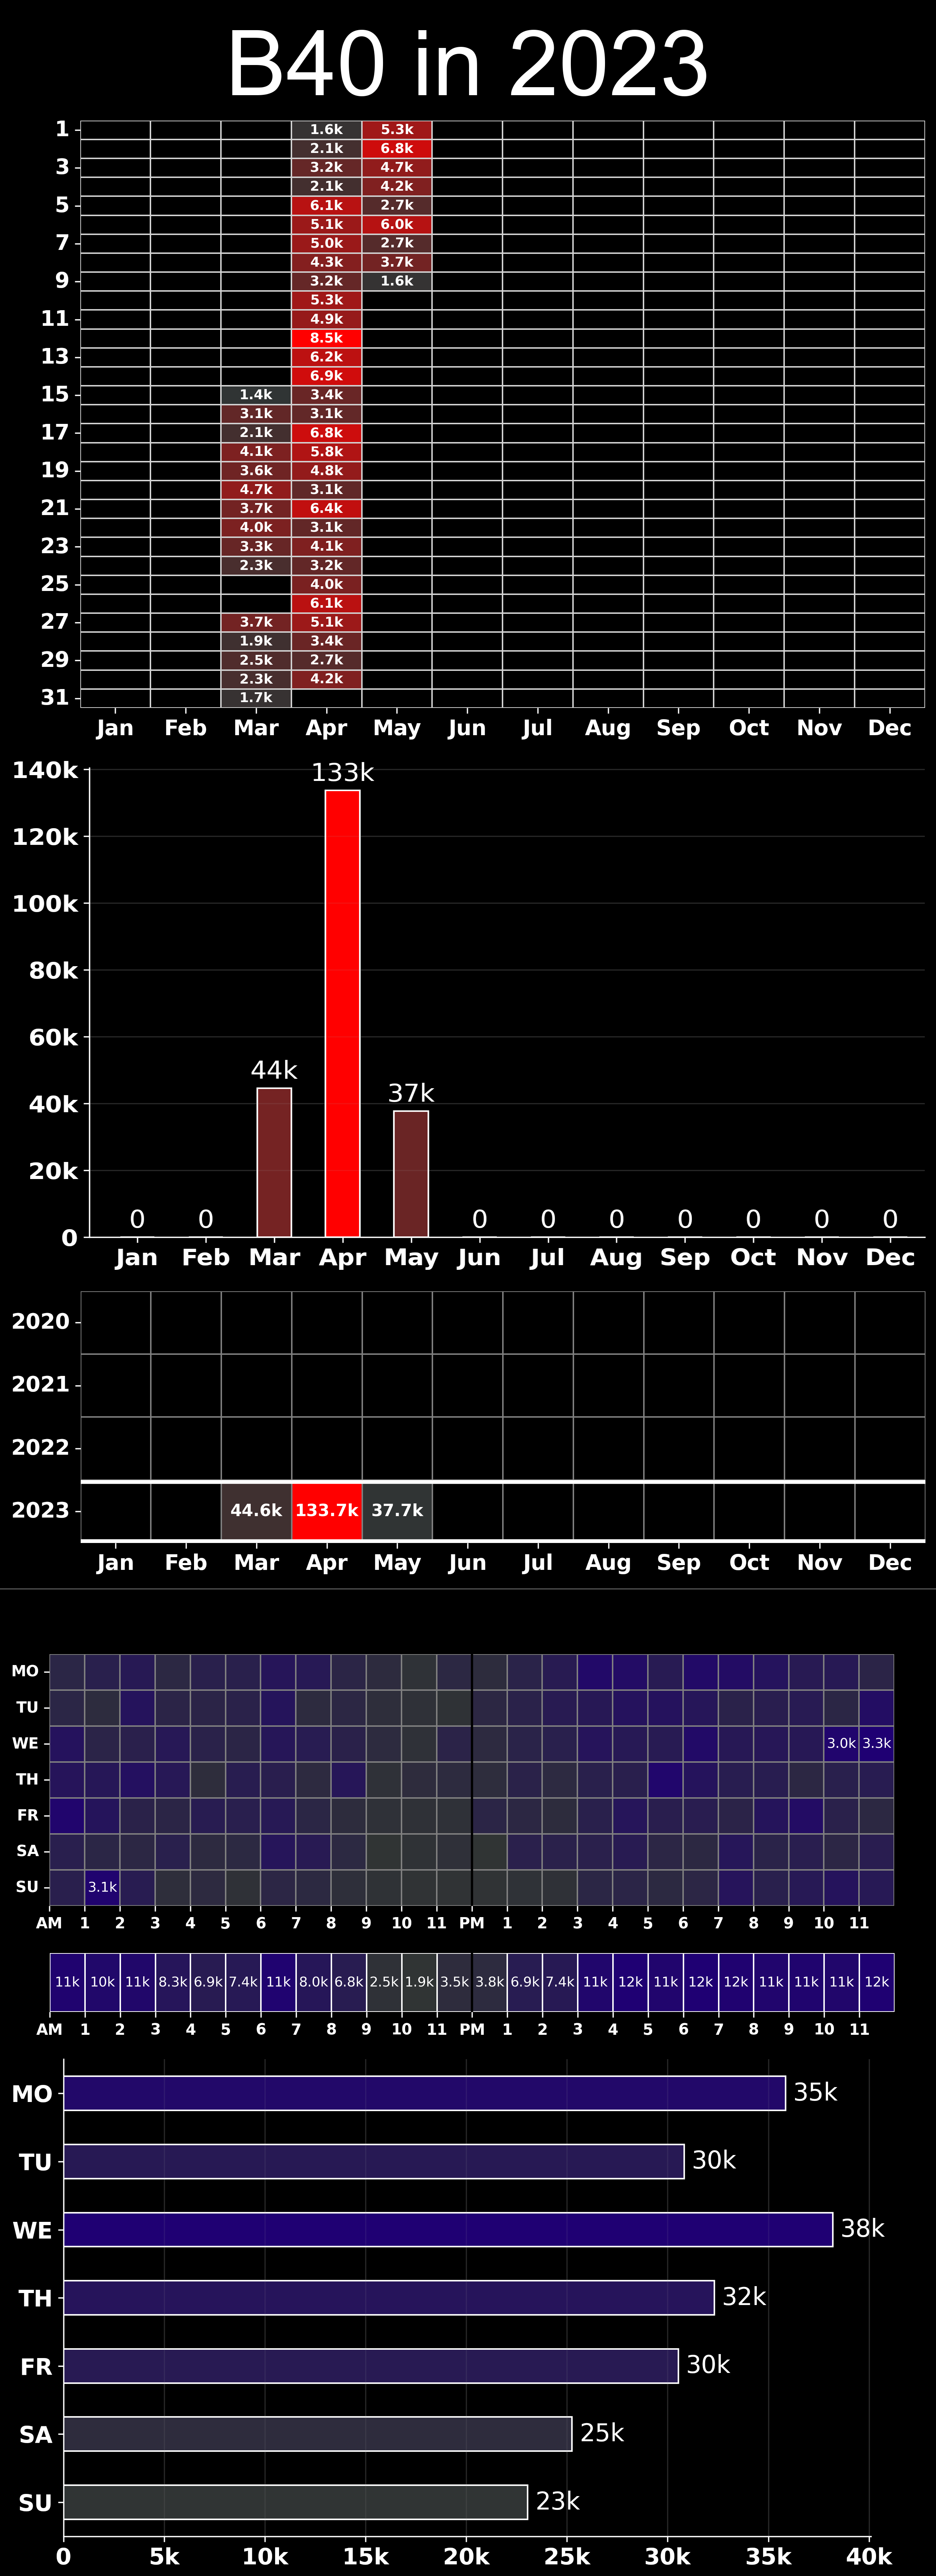 B40 in 2023
1 1.6k 5.3k
2.1k 6.8k
3 3.2k 4.7k
2.1k 4.2k
5 6.1k 2.7k
5.1k 6.0k
7 5.0k 2.7k
4.3k 3.7k
9 3.2k 1.6k
5.3k
11 4.9k
8.5k
13 6.2k
6.9k
15 1.4k 3.4k
3.1k 3.1k
17 2.1k 6.8k
4.1k 5.8k
19 3.6k 4.8k
4.7k 3.1k
21 3.7k 6.4k
4.0k 3.1k
23 3.3k 4.1k
2.3k 3.2k
25 4.0k
6.1k
27 3.7k 5.1k
1.9k 3.4k
29 2.5k 2.7k
2.3k 4.2k
31 1.7k
Jan Feb Mar Apr May Jun Jul Aug Sep Oct Nov Dec
140k 133k
120k
100k
80k
60k
44k
40k 37k
20k
0 0 0 0 0 0 0 0 0
0
Jan Feb Mar Apr May Jun Jul Aug Sep Oct Nov Dec
2020
2021
2022
2023 44.6k 133.7k 37.7k
Jan Feb Mar Apr May Jun Jul Aug Sep Oct Nov Dec
MO
TU
WE 3.0k 3.3k
TH
FR
SA
SU 3.1k
AM 1 2 3 4 5 6 7 8 9 10 11 PM 1 2 3 4 5 6 7 8 9 10 11
11k 10k 11k 8.3k 6.9k 7.4k 11k 8.0k 6.8k 2.5k 1.9k 3.5k 3.8k 6.9k 7.4k 11k 12k 11k 12k 12k 11k 11k 11k 12k
AM 1 2 3 4 5 6 7 8 9 10 11 PM 1 2 3 4 5 6 7 8 9 10 11
MO 35k
TU 30k
WE 38k
TH 32k
FR 30k
SA 25k
SU 23k
0 5k 10k 15k 20k 25k 30k 35k 40k